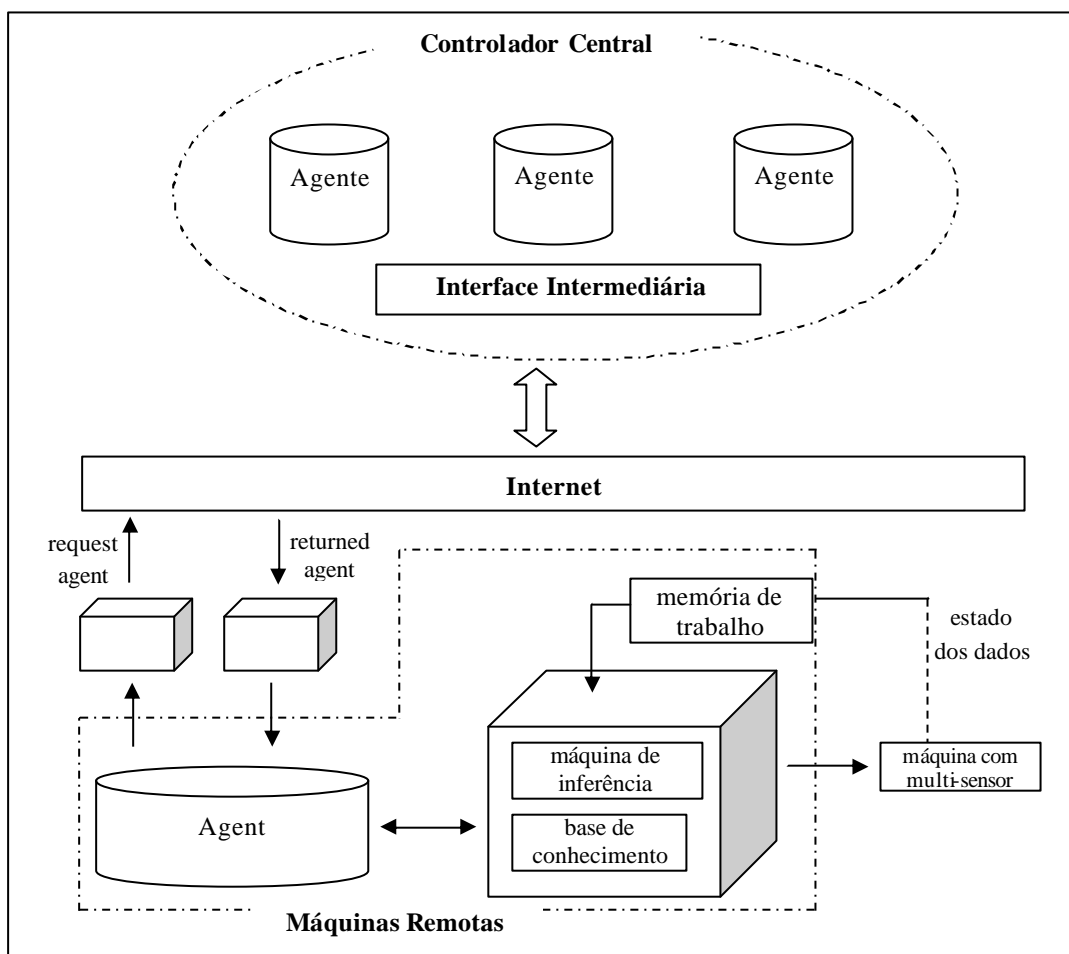 Controlador Central
Agente
Agente
Agente
Interface Intermediária
Internet
request
agent
returned
agent
memória de
trabalho
estado
dos dados
máquina de
inferência
base de
conhecimento
máquina com
multi-sensor
Agent
Máquinas Remotas